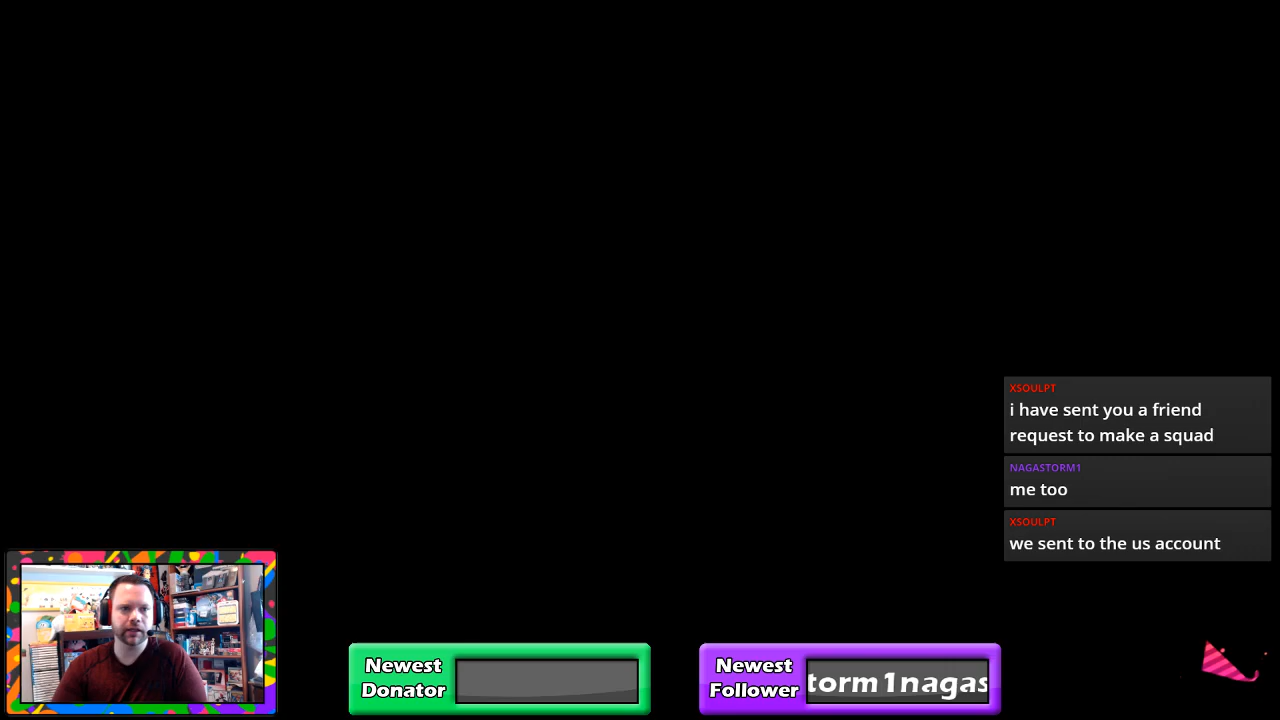 XSOULPT
i have sent you a friend
request to make a squad
NAGASTORM1
me too
XSOULPT
we sent to the us account
Newest
Donator
Newest
Follower
torm1nagas